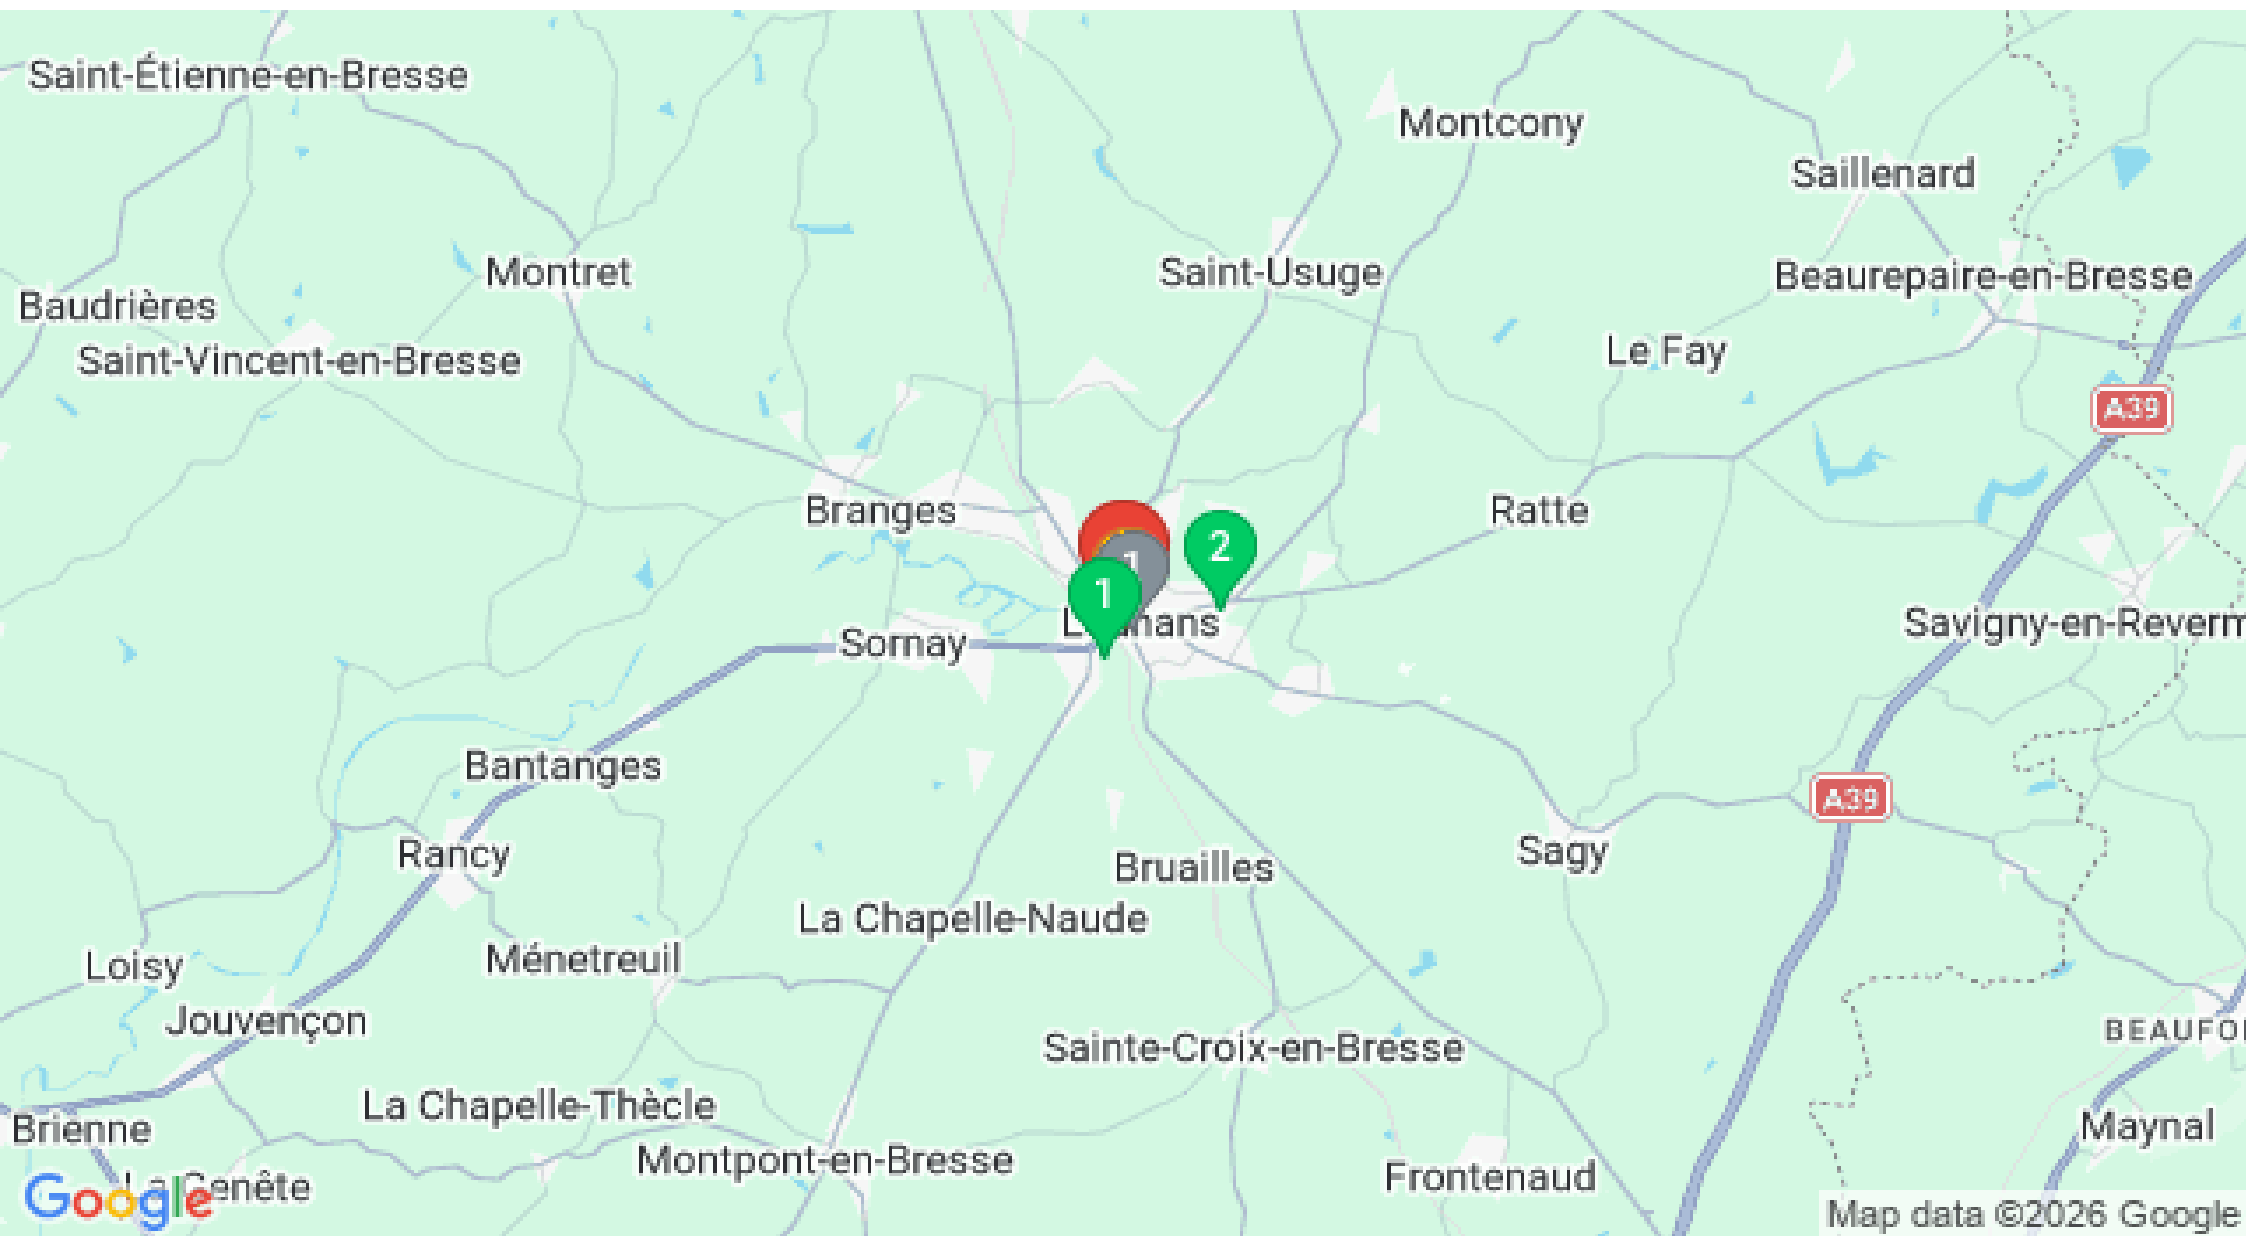 Saint-Étienne-en-Bresse
Montcony
Saillenard
Montret
Saint-Usuge
Beaurepaire-en-Bresse
Baudrières
Saint-Vincent-en-Bresse
Le Fay
A39
Branges
Ratte
2
1
1
Sornay
Savigny-en-Reverm
Bantanges
A39
Rancy
Sagy
Bruailles
La Chapelle-Naude
Loisy
Ménetreuil
Jouvençon
BEAUFO
Sainte-Croix-en-Bresse
La Chapelle-Thècle
Brienne
Maynal
Montpont-en-Bresse
Frontenaud
Google
Map data ©2026 Google